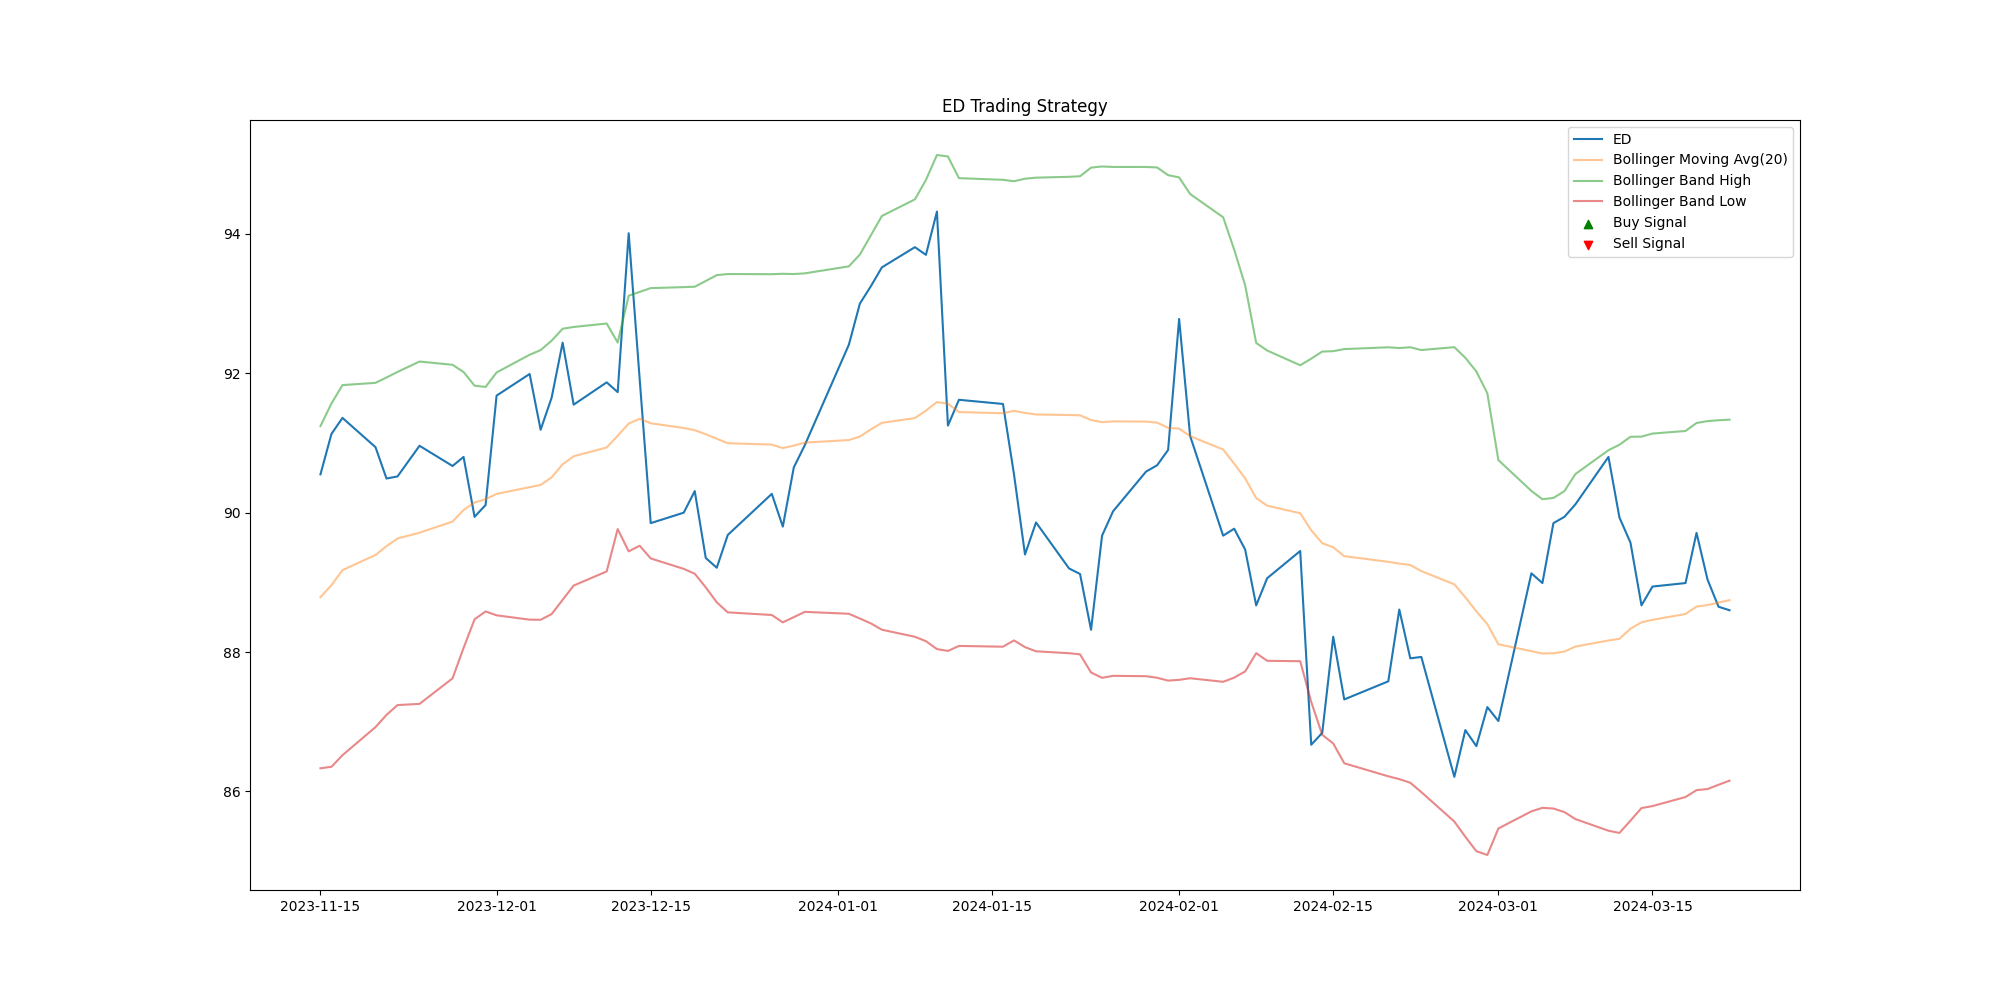 ED Trading Strategy
ED
Bollinger Moving Avg(20)
Bollinger Band High
Bollinger Band Low
Buy Signal
Sell Signal
94
92
90
88
86
2023-11-15 2023-12-01 2023-12-15 2024-01-01 2024-01-15 2024-02-01 2024-02-15 2024-03-01 2024-03-15